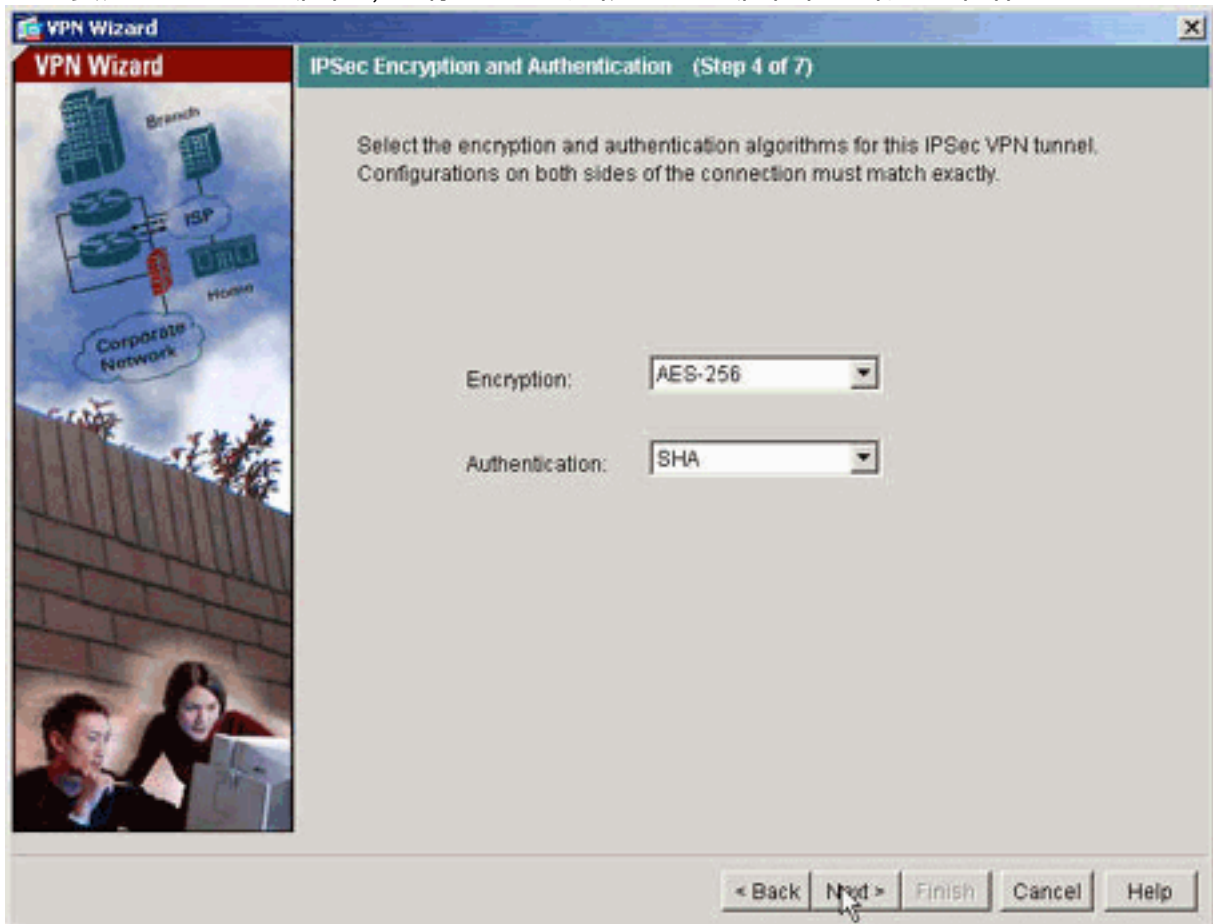 VPN Wizard
VPN Wizard
IPSec Encryption and Authentication (Step 4 of 7)
Branch
ISP
Home
Corporate
Network
Select the encryption and authentication algorithms for this IPSec VPN tunnel.
Configurations on both sides of the connection must match exactly.
Encryption: AES-256
Authentication: SHA
< Back Next > Finish Cancel Help